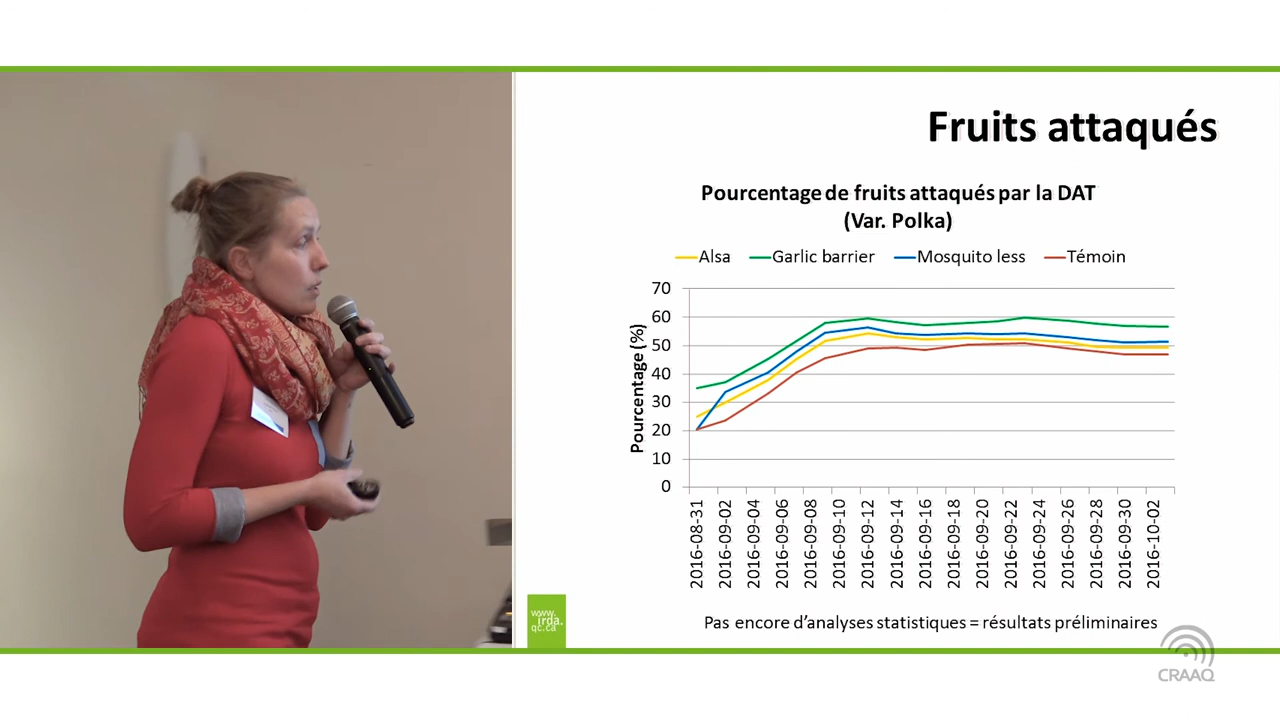 Fruits attaqués
Pourcentage de fruits attaqués par la DAT
(Var. Polka)
Alsa Garlic barrier Mosquito less Témoin
Pourcentage (%)
70
60
50
40
30
20
10
0
2016-08-31
2016-09-02
2016-09-04
2016-09-06
2016-09-08
2016-09-10
2016-09-12
2016-09-14
2016-09-16
2016-09-18
2016-09-20
2016-09-22
2016-09-24
2016-09-26
2016-09-28
2016-09-30
2016-10-02
Pas encore d'analyses statistiques = résultats préliminaires
www.
irda.
qc.ca
CRAAQ